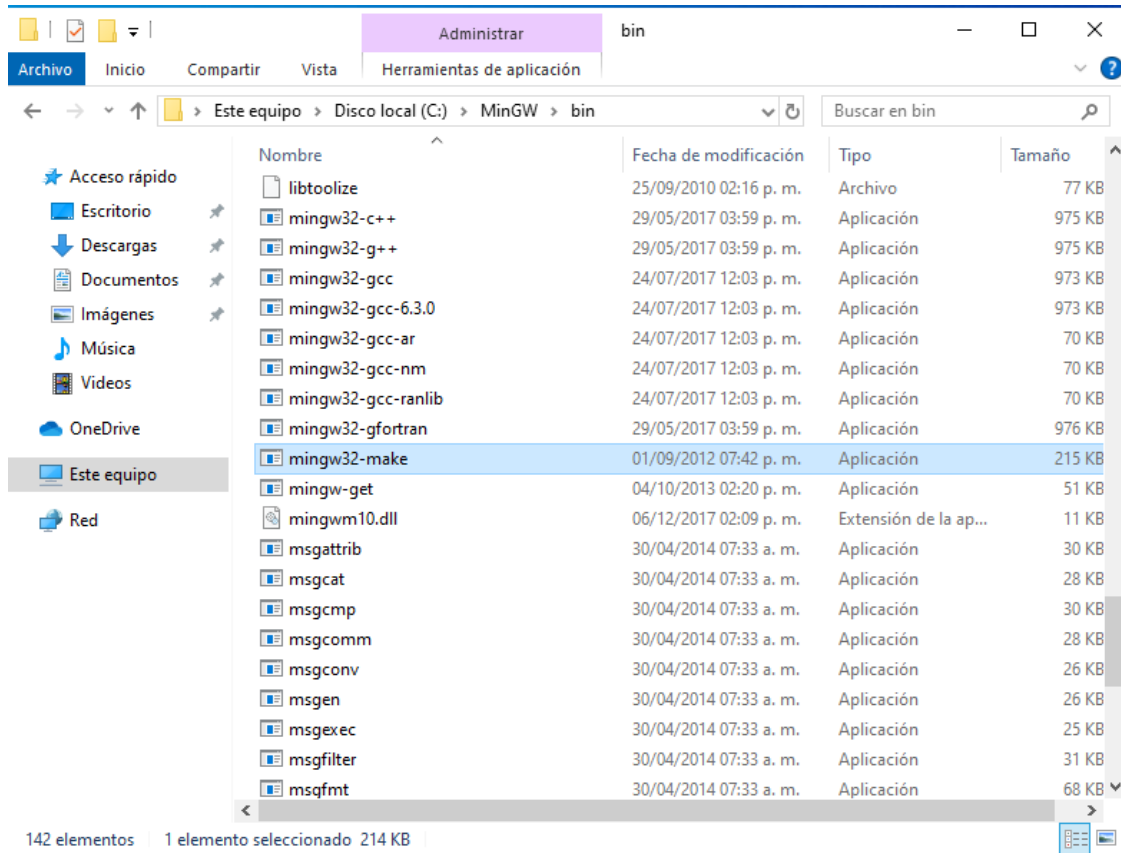 Administrar bin
Archivo Inicio Compartir Vista Herramientas de aplicación
Este equipo > Disco local (C:) > MinGW > bin Buscar en bin
Acceso rápido
Escritorio
Descargas
Documentos
Imágenes
Música
Videos
OneDrive
Este equipo
Red
Nombre Fecha de modificación Tipo Tamaño
libtoolize 25/09/2010 02:16 p. m. Archivo 77 KB
mingw32-c++ 29/05/2017 03:59 p. m. Aplicación 975 KB
mingw32-g++ 29/05/2017 03:59 p. m. Aplicación 975 KB
mingw32-gcc 24/07/2017 12:03 p. m. Aplicación 973 KB
mingw32-gcc-6.3.0 24/07/2017 12:03 p. m. Aplicación 973 KB
mingw32-gcc-ar 24/07/2017 12:03 p. m. Aplicación 70 KB
mingw32-gcc-nm 24/07/2017 12:03 p. m. Aplicación 70 KB
mingw32-gcc-ranlib 24/07/2017 12:03 p. m. Aplicación 70 KB
mingw32-gfortran 29/05/2017 03:59 p. m. Aplicación 976 KB
mingw32-make 01/09/2012 07:42 p. m. Aplicación 215 KB
mingw-get 04/10/2013 02:20 p. m. Aplicación 51 KB
mingwm10.dll 06/12/2017 02:09 p. m. Extensión de la ap... 11 KB
msgattrib 30/04/2014 07:33 a. m. Aplicación 30 KB
msgcat 30/04/2014 07:33 a. m. Aplicación 28 KB
msgcmp 30/04/2014 07:33 a. m. Aplicación 30 KB
msgcomm 30/04/2014 07:33 a. m. Aplicación 28 KB
msgconv 30/04/2014 07:33 a. m. Aplicación 26 KB
msgen 30/04/2014 07:33 a. m. Aplicación 26 KB
msgexec 30/04/2014 07:33 a. m. Aplicación 25 KB
msgfilter 30/04/2014 07:33 a. m. Aplicación 31 KB
msgfmt 30/04/2014 07:33 a. m. Aplicación 68 KB
142 elementos 1 elemento seleccionado 214 KB